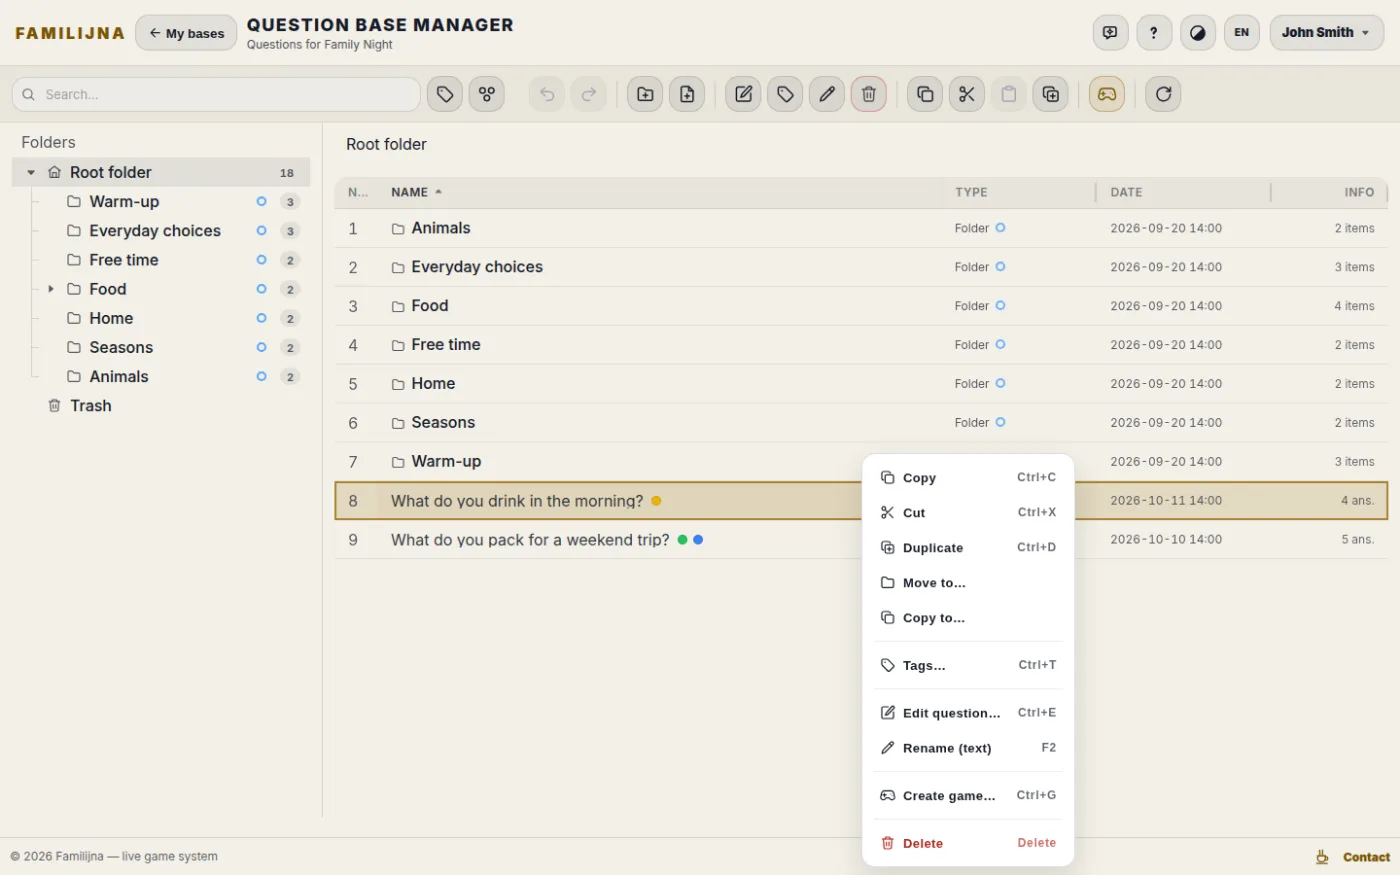 FAMILIJNA
← My bases
QUESTION BASE MANAGER
Questions for Family Night
?
EN
John Smith
Search...
Folders
Root folder 18
Warm-up 3
Everyday choices 3
Free time 2
Food 2
Home 2
Seasons 2
Animals 2
Trash
Root folder
N... NAME TYPE DATE INFO
1 Animals Folder 2026-09-20 14:00 2 items
2 Everyday choices Folder 2026-09-20 14:00 3 items
3 Food Folder 2026-09-20 14:00 4 items
4 Free time Folder 2026-09-20 14:00 2 items
5 Home Folder 2026-09-20 14:00 2 items
6 Seasons Folder 2026-09-20 14:00 2 items
7 Warm-up 2026-09-20 14:00 3 items
8 What do you drink in the morning? 2026-10-11 14:00 4 ans.
9 What do you pack for a weekend trip? 2026-10-10 14:00 5 ans.
Copy Ctrl+C
Cut Ctrl+X
Duplicate Ctrl+D
Move to...
Copy to...
Tags... Ctrl+T
Edit question... Ctrl+E
Rename (text) F2
Create game... Ctrl+G
Delete Delete
© 2026 Familijna — live game system
Contact